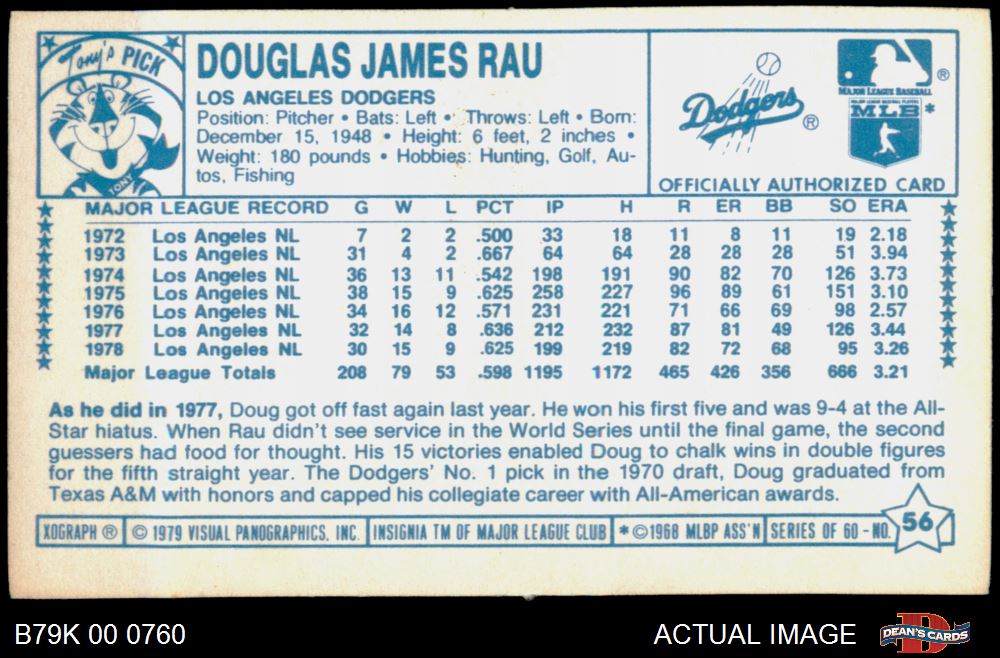 Tony's PICK
TONY
DOUGLAS JAMES RAU
LOS ANGELES DODGERS
Position: Pitcher • Bats: Left • Throws: Left • Born:
December 15, 1948 • Height: 6 feet, 2 inches •
Weight: 180 pounds • Hobbies: Hunting, Golf, Au-
tos, Fishing
Dodgers ®
®
MAJOR LEAGUE BASEBALL
MAJOR LEAGUE BASEBALL PLAYERS
MLB *
OFFICIALLY AUTHORIZED CARD
MAJOR LEAGUE RECORD G W L PCT IP H R ER BB SO ERA
1972 Los Angeles NL 7 2 2 .500 33 18 11 8 11 19 2.18
1973 Los Angeles NL 31 4 2 .667 64 64 28 28 28 51 3.94
1974 Los Angeles NL 36 13 11 .542 198 191 90 82 70 126 3.73
1975 Los Angeles NL 38 15 9 .625 258 227 96 89 61 151 3.10
1976 Los Angeles NL 34 16 12 .571 231 221 71 66 69 98 2.57
1977 Los Angeles NL 32 14 8 .636 212 232 87 81 49 126 3.44
1978 Los Angeles NL 30 15 9 .625 199 219 82 72 68 95 3.26
Major League Totals 208 79 53 .598 1195 1172 465 426 356 666 3.21
As he did in 1977, Doug got off fast again last year. He won his first five and was 9-4 at the All-
Star hiatus. When Rau didn't see service in the World Series until the final game, the second
guessers had food for thought. His 15 victories enabled Doug to chalk wins in double figures
for the fifth straight year. The Dodgers' No. 1 pick in the 1970 draft, Doug graduated from
Texas A&M with honors and capped his collegiate career with All-American awards.
XOGRAPH ® © 1979 VISUAL PANOGRAPHICS, INC. INSIGNIA TM OF MAJOR LEAGUE CLUB * ©1968 MLBP ASS'N SERIES OF 60 - NO. 56
B79K 00 0760 ACTUAL IMAGE DEAN'S CARDS